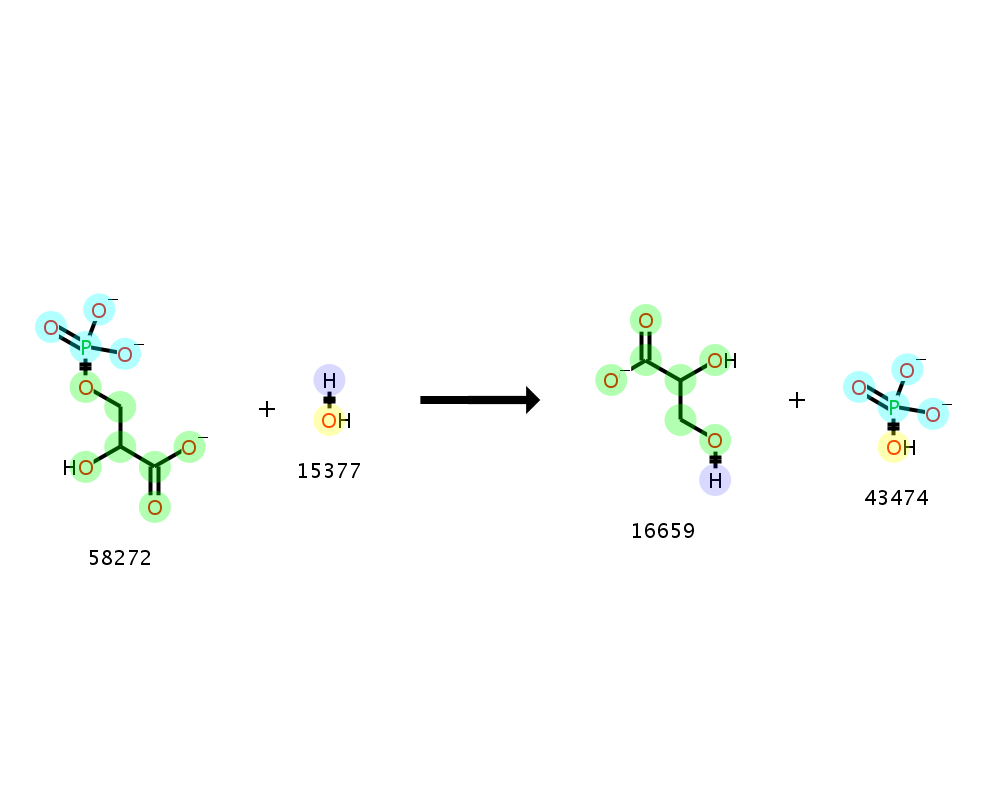 O O⁻
P O⁻
O
HO O⁻
O
58272
+
H
OH
15377
O
O⁻ OH
O
H
16659
+
O O⁻
P O⁻
OH
43474